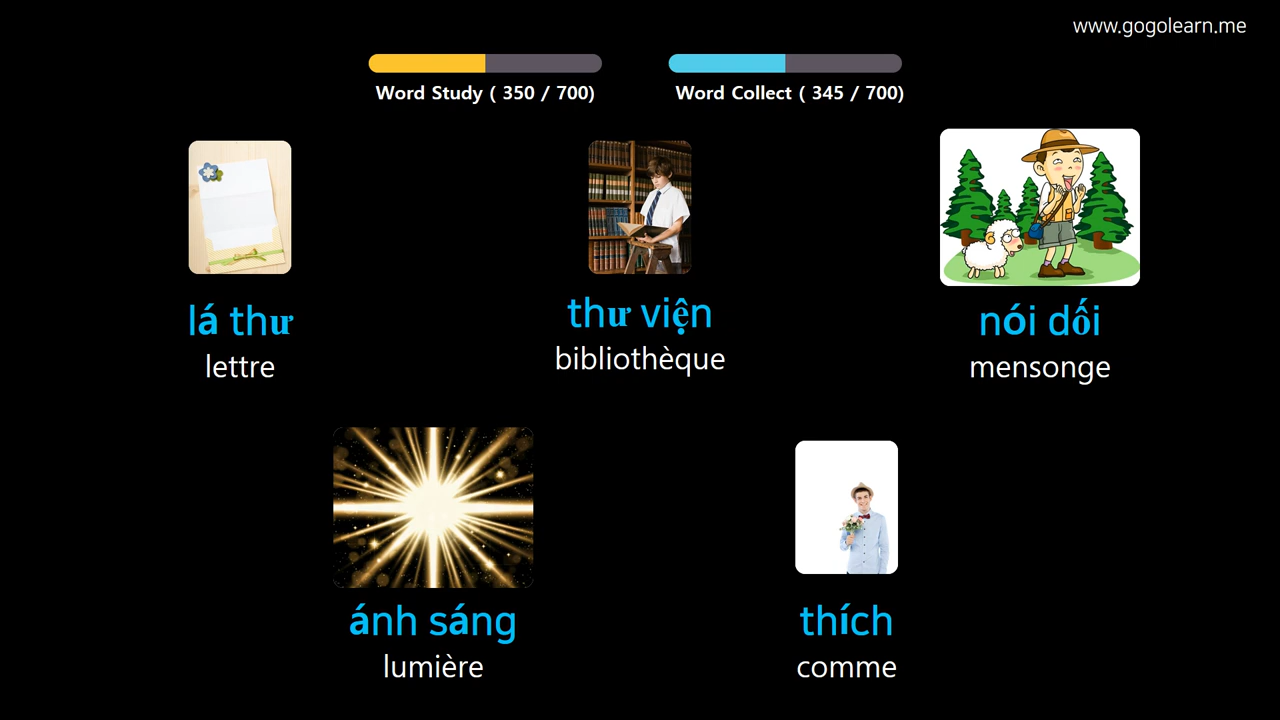 www.gogolearn.me
Word Study ( 350 / 700)
Word Collect ( 345 / 700)
lá thư
lettre
thư viện
bibliothèque
nói dối
mensonge
ánh sáng
lumière
thích
comme